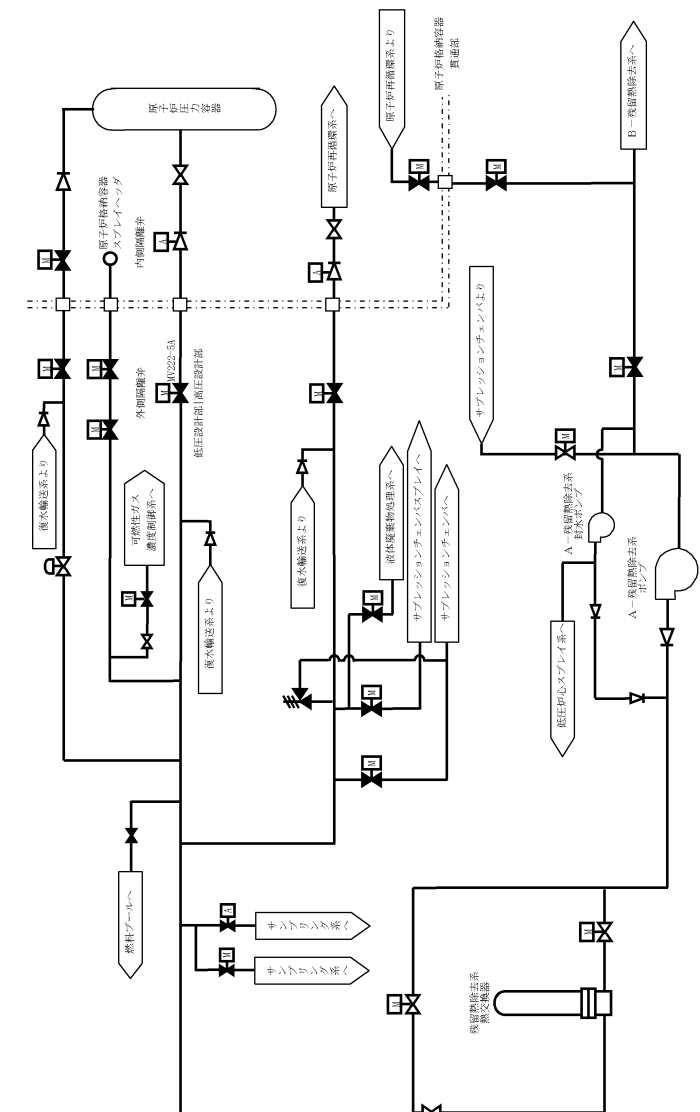 原子炉圧力容器
原子炉格納容器
スプレイヘッダ
内側隔離弁
原子炉再循環系へ
原子炉再循環系より
原子炉格納容器
貫通部
B－残留熱除去系へ
M
A
A
M
M
M
M
M
外側隔離弁
M
MV222-5A
低圧設計部|高圧設計部
M
M
M
復水輸送系より
可燃性ガス
濃度制御系へ
M
復水輸送系より
復水輸送系より
液体廃棄物処理系へ
サプレッションチェンバスプレイへ
サプレッションチェンバへ
サプレッションチェンバより
M
A－残留熱除去系
封水ポンプ
A－残留熱除去系
ポンプ
低圧炉心スプレイ系へ
M
M
M
燃料プールへ
A
サンプリング系へ
M
サンプリング系へ
M
M
残留熱除去系
熱交換器